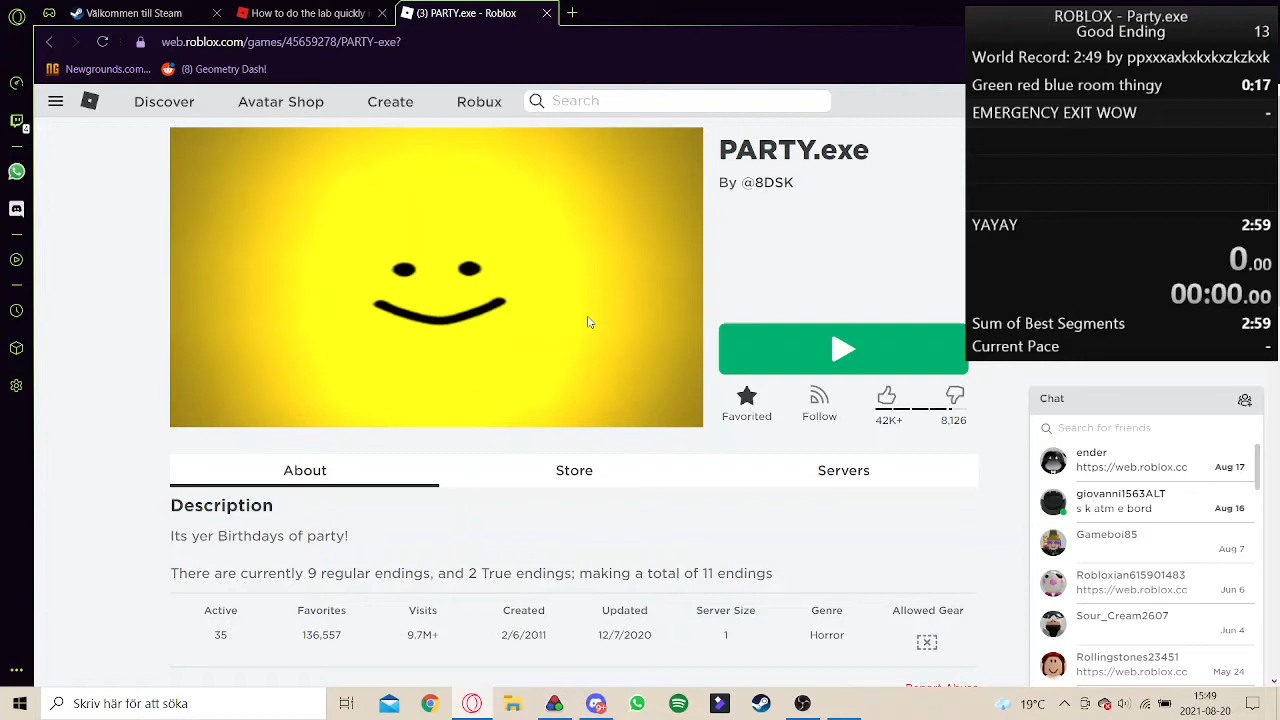 Välkommen till Steam
How to do the lab quickly i
(3) PARTY.exe - Roblox
web.roblox.com/games/45659278/PARTY-exe?
Newgrounds.com...
(8) Geometry Dash!
Discover
Avatar Shop
Create
Robux
Search
PARTY.exe
By @8DSK
Favorited
Follow
42K+
8,126
About
Store
Servers
Description
Its yer Birthdays of party!
There are currently 9 regular endings, and 2 True endings; making a total of 11 endings
Active Favorites Visits Created Updated Server Size Genre Allowed Gear
35 136,557 9.7M+ 2/6/2011 12/7/2020 1 Horror
Report Abuse
ROBLOX - Party.exe
Good Ending 13
World Record: 2:49 by ppxxxaxkxkxkxzkzkxk
Green red blue room thingy 0:17
EMERGENCY EXIT WOW -
YAYAY 2:59
0.00
00:00.00
Sum of Best Segments 2:59
Current Pace -
Chat
Search for friends
ender
https://web.roblox.cc Aug 17
giovanni1563ALT
s k atm e bord Aug 16
Gameboi85
Aug 7
Robloxian615901483
https://web.roblox.cc Jun 6
Sour_Cream2607
Jun 4
Rollingstones23451
https://web.roblox.cc May 24
Skriv här för att söka
19°C
15:49
2021-08-20